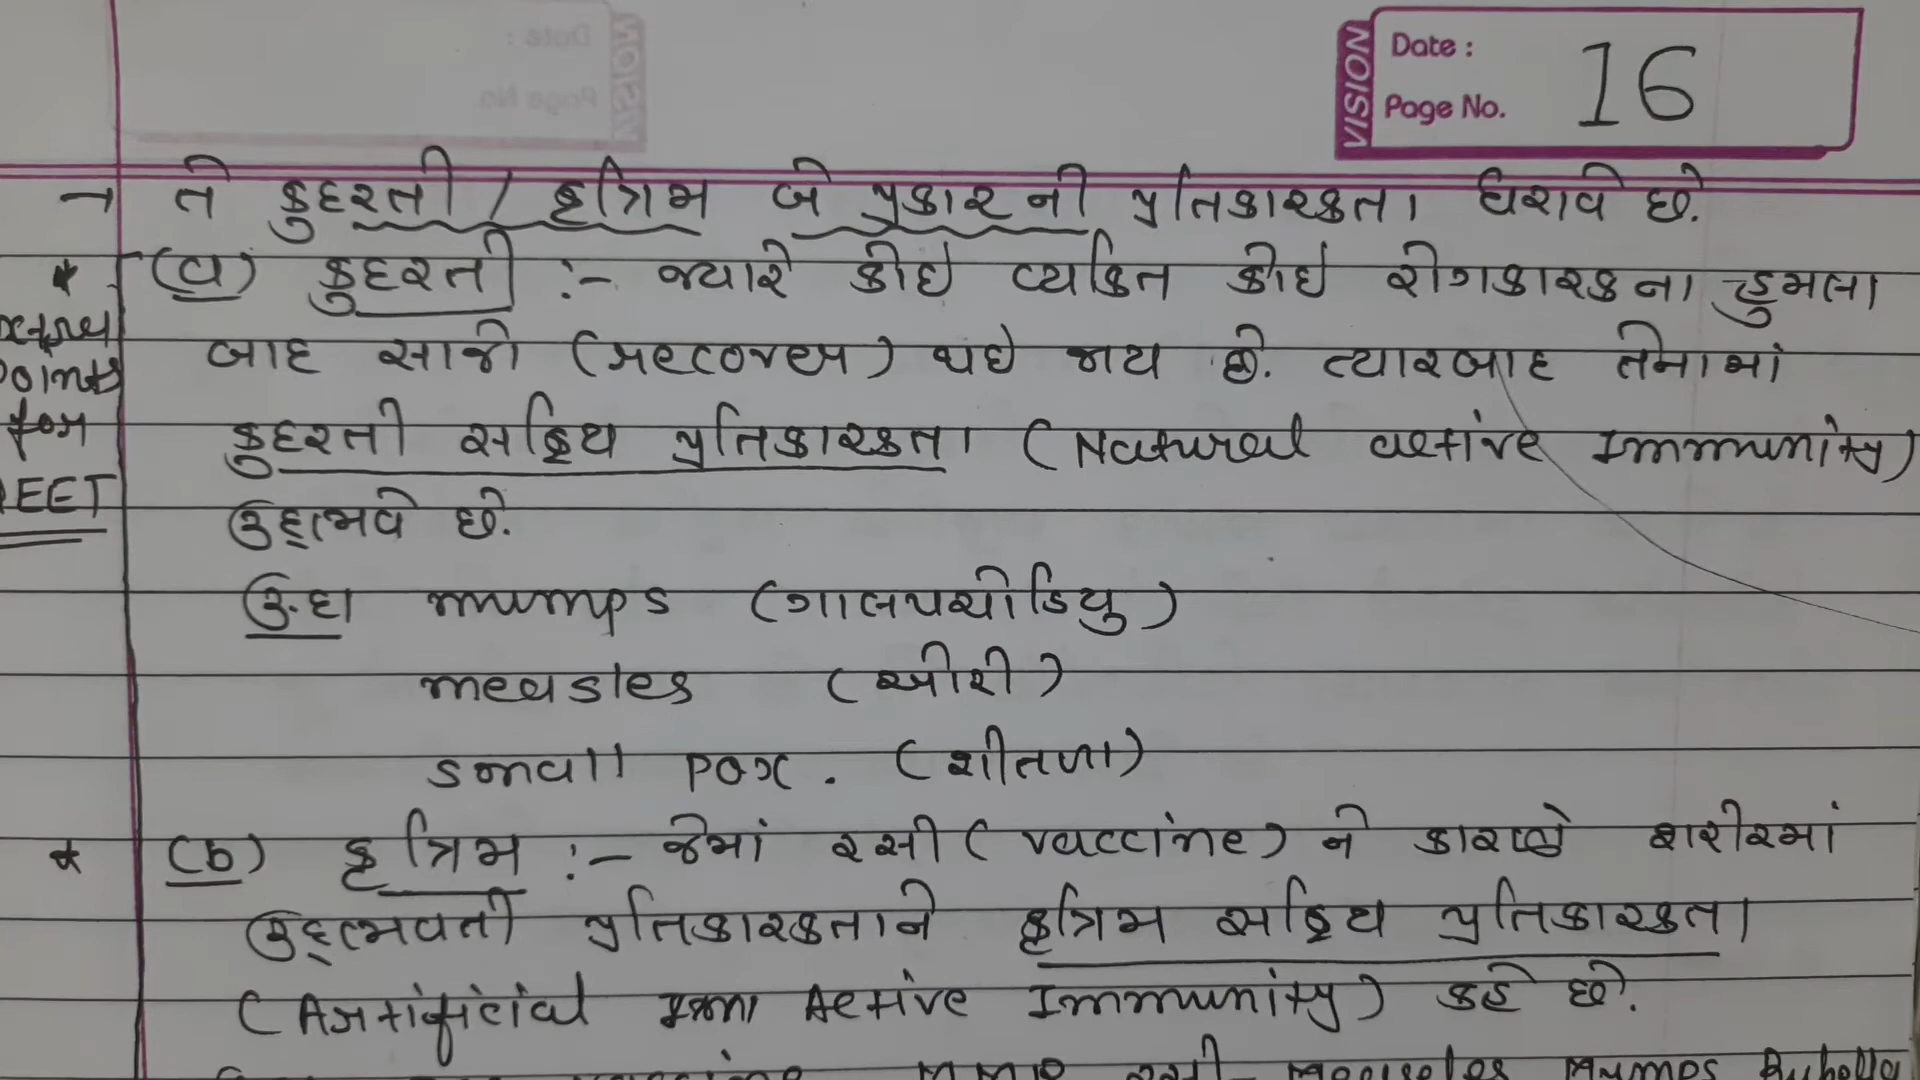 VISION
Date :
Page No. 16
→ તે કુદરતી / કૃત્રિમ બે પ્રકારની પ્રતિકારકતા ધરાવે છે.
* (a) કુદરતી :- જ્યારે કોઈ વ્યકિત કોઈ રોગકારકના હુમલા
બાદ સાજો (recover) થઈ જાય છે. ત્યારબાદ તેનામાં
points
for
કુદરતી સક્રિય પ્રતિકારકતા (Natural active Immunity)
EET
ઉદ્ભવે છે.
ઉ.દા mumps (ગાલપચોળિયુ)
measles (ઓરી)
small pox. (શીતળા)
* (b) કૃત્રિમ :- જેમાં રસી (vaccine) ને કારણે શરીરમાં
ઉદ્ભવતી પ્રતિકારકતાને કૃત્રિમ સક્રિય પ્રતિકારકતા
(Artificial Active Immunity) કહે છે.